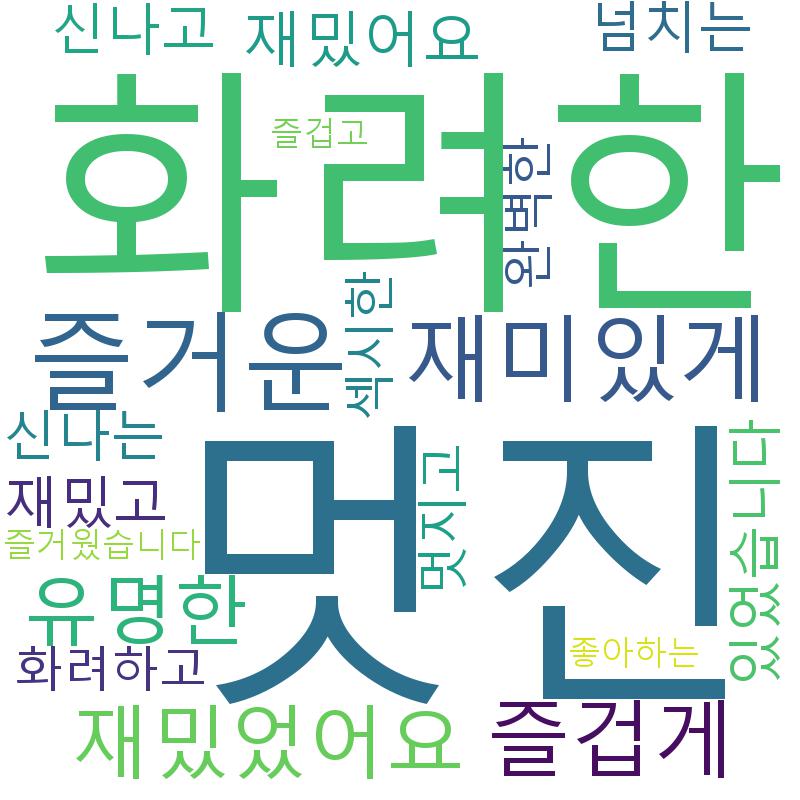 신나고
재밌어요
넘치는
화려한
즐겁고
완벽한
섹시한
즐거운
재미있게
신나는
멋진
멋지고
있었습니다
재밌고
즐거웠습니다
유명한
좋아하는
화려하고
재밌었어요
즐겁게